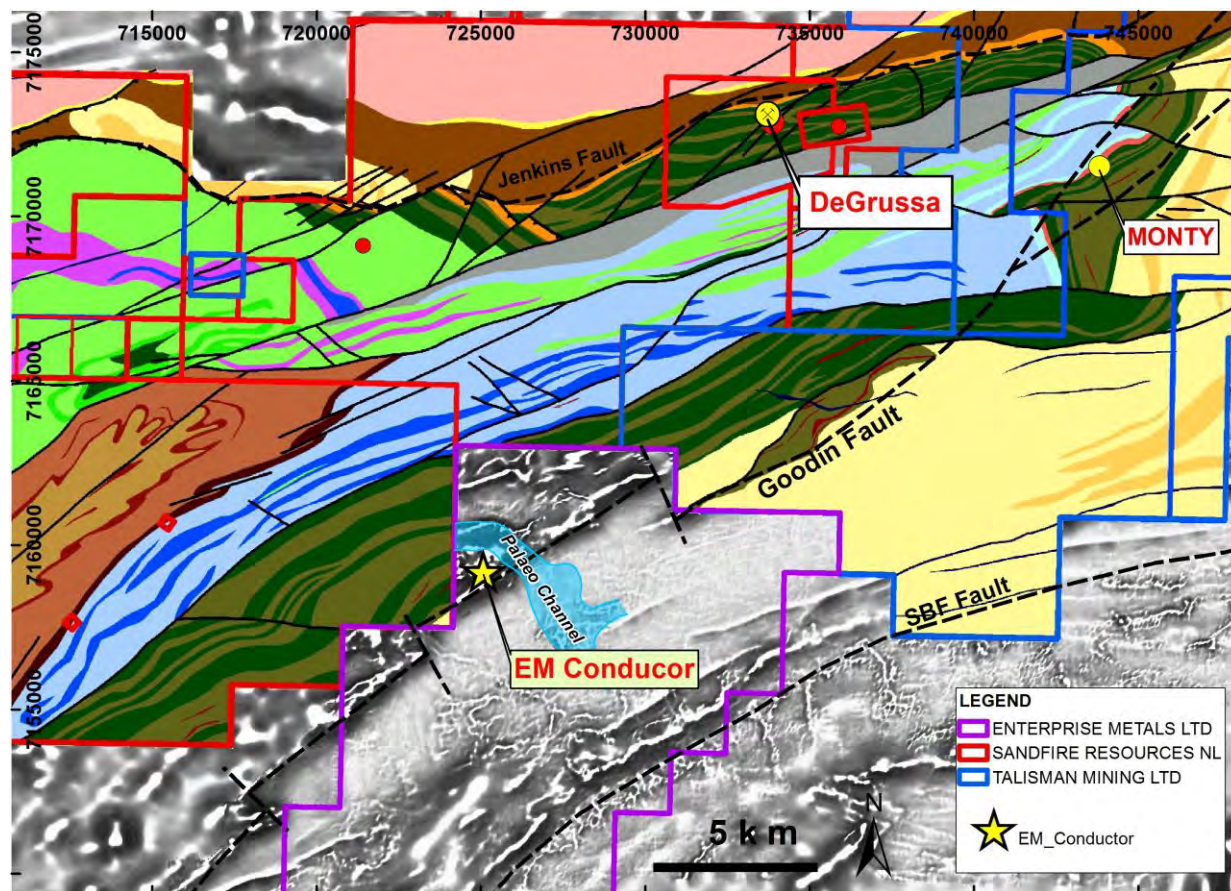 715000
720000
725000
730000
735000
740000
745000
7175000
7170000
7165000
7160000
7155000
Jenkins Fault
DeGrussa
MONTY
Goodin Fault
Palaeo Channel
SBF Fault
EM Conducor
LEGEND
ENTERPRISE METALS LTD
SANDFIRE RESOURCES NL
TALISMAN MINING LTD
EM_Conductor
N
5 k m